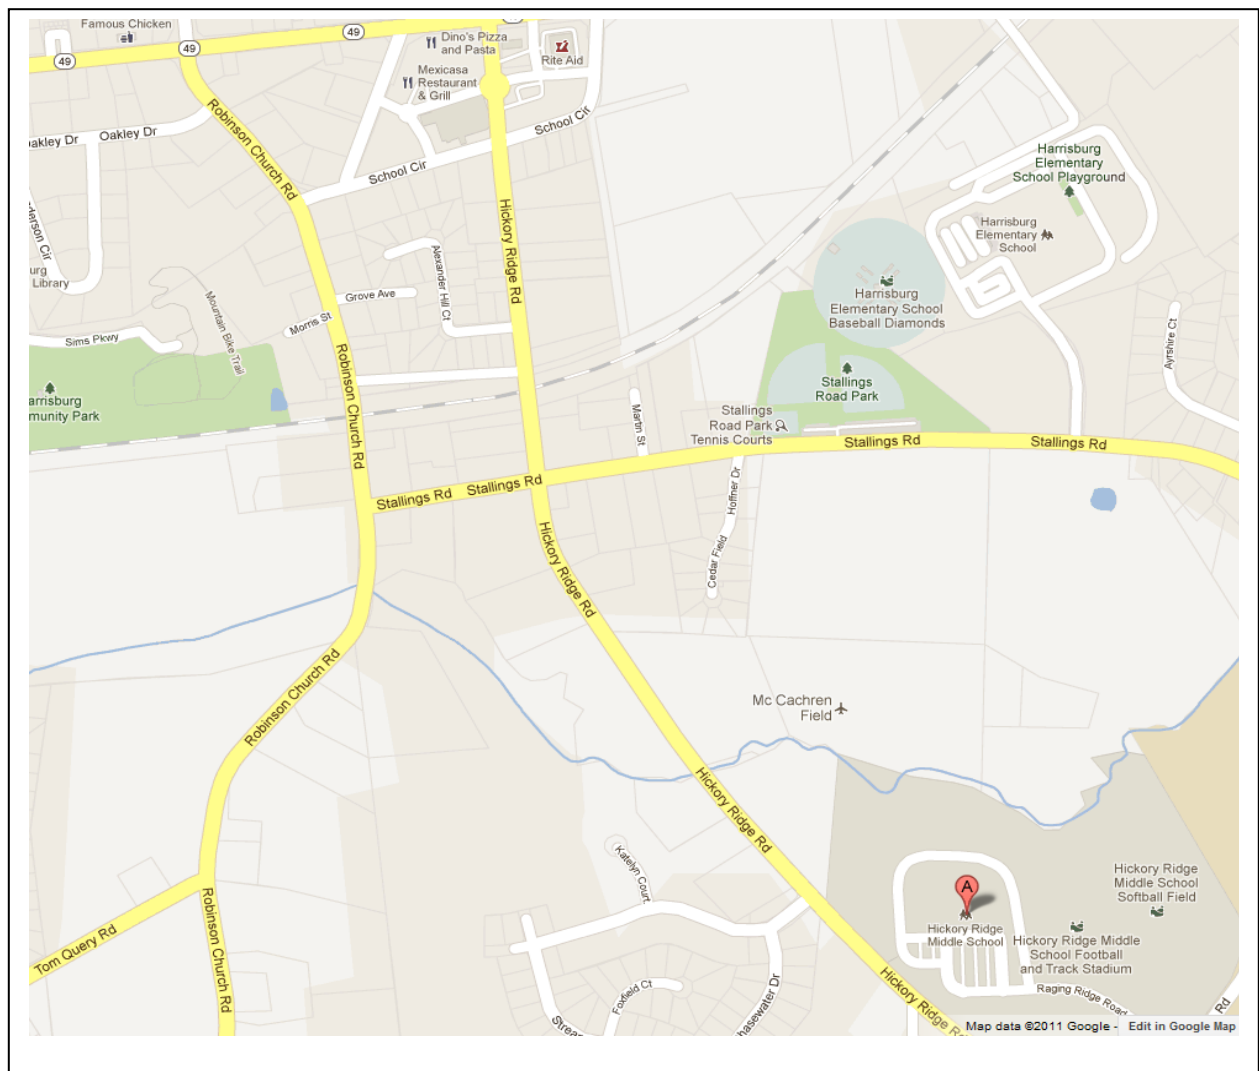 Famous Chicken
49
49
49
Dino's Pizza
and Pasta
Rite Aid
Mexicasa
Restaurant
& Grill
Robinson Church Rd
Oakley Dr
Oakley Dr
School Cir
School Cir
Harrisburg
Elementary
School Playground
Harrisburg
Elementary
School
Hickory Ridge Rd
Alexander Hill Ct
Library
Mountain Bike Trail
Grove Ave
Morris St
Sims Pkwy
Harrisburg
Elementary School
Baseball Diamonds
Ayrshire Ct
Robinson Church Rd
Stallings
Road Park
Martin St
Stallings
Road Park
Tennis Courts
Stallings Rd
Stallings Rd
Stallings Rd
Stallings Rd
Hoffner Dr
Cedar Field
Hickory Ridge Rd
Robinson Church Rd
Mc Cachren
Field
Hickory Ridge Rd
Katelyn Court
Hickory Ridge
Middle School
Softball Field
A
Hickory Ridge
Middle School
Hickory Ridge Middle
School Football
and Track Stadium
Tom Query Rd
Robinson Church Rd
Foxfield Ct
Hickory Ridge Rd
Raging Ridge Road
Rd
Map data ©2011 Google - Edit in Google Map